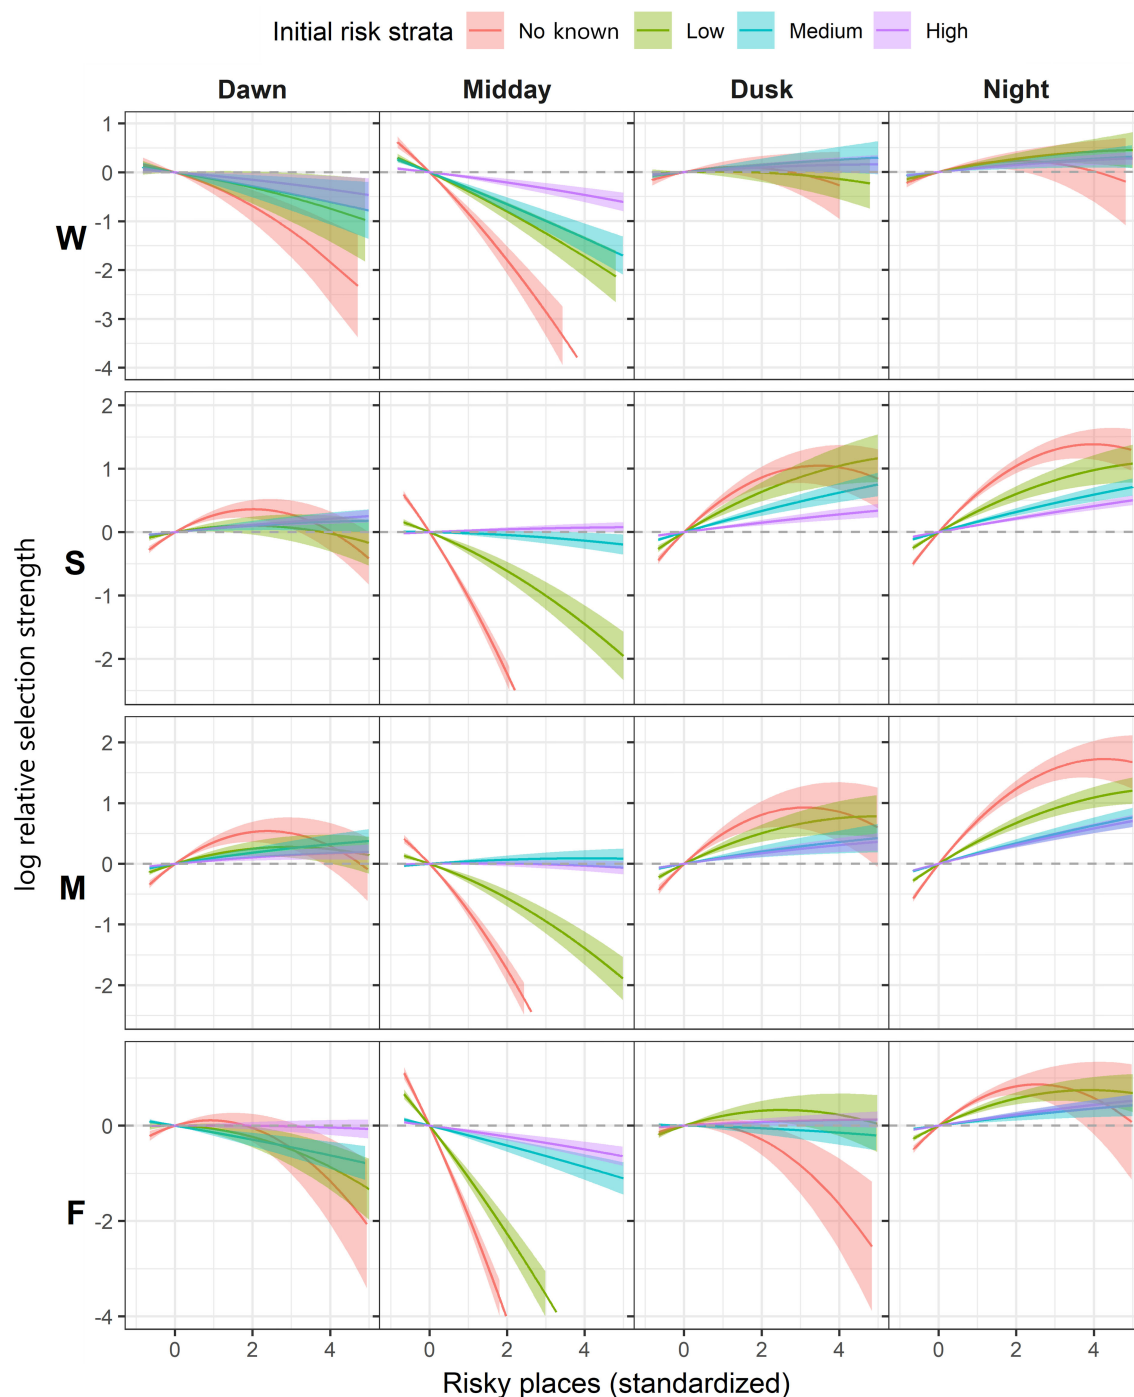 Initial risk strata No known Low Medium High
Dawn Midday Dusk Night
W
1
0
-1
-2
-3
-4
S
2
1
0
-1
-2
M
2
1
0
-1
-2
F
0
-2
-4
log relative selection strength
0 2 4 0 2 4 0 2 4 0 2 4
Risky places (standardized)